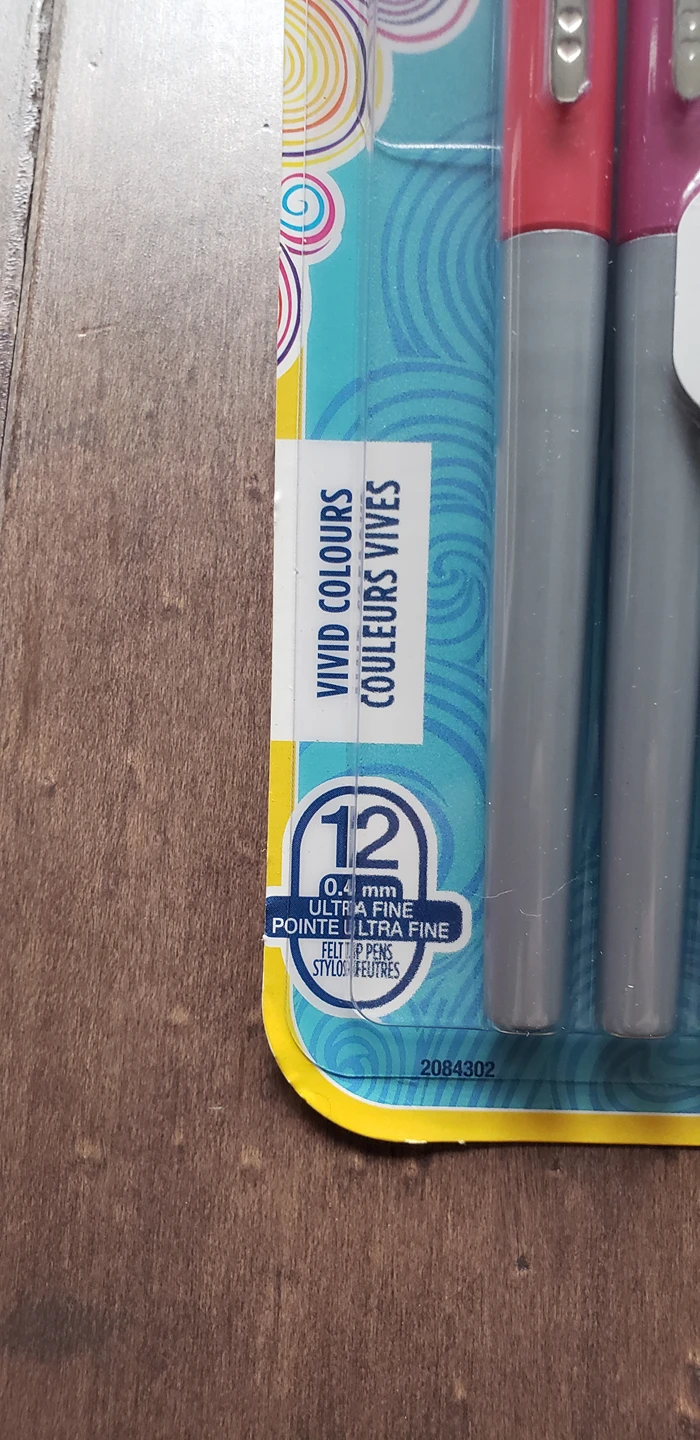 VIVID COLOURS
COULEURS VIVES
12
0.4 mm
ULTRA FINE
POINTE ULTRA FINE
FELT TIP PENS
STYLOS FEUTRES
2084302